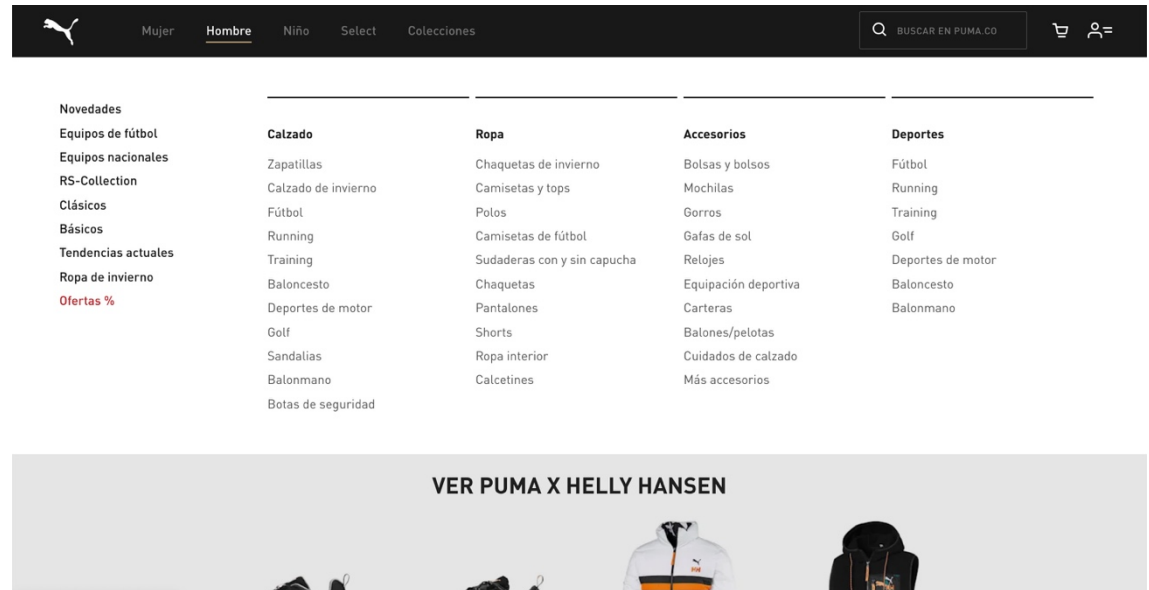 Mujer
Hombre
Niño
Select
Colecciones
BUSCAR EN PUMA.CO
Novedades
Equipos de fútbol
Equipos nacionales
RS-Collection
Clásicos
Básicos
Tendencias actuales
Ropa de invierno
Ofertas %
Calzado
Zapatillas
Calzado de invierno
Fútbol
Running
Training
Baloncesto
Deportes de motor
Golf
Sandalias
Balonmano
Botas de seguridad
Ropa
Chaquetas de invierno
Camisetas y tops
Polos
Camisetas de fútbol
Sudaderas con y sin capucha
Chaquetas
Pantalones
Shorts
Ropa interior
Calcetines
Accesorios
Bolsas y bolsos
Mochilas
Gorros
Gafas de sol
Relojes
Equipación deportiva
Carteras
Balones/pelotas
Cuidados de calzado
Más accesorios
Deportes
Fútbol
Running
Training
Golf
Deportes de motor
Baloncesto
Balonmano
VER PUMA X HELLY HANSEN